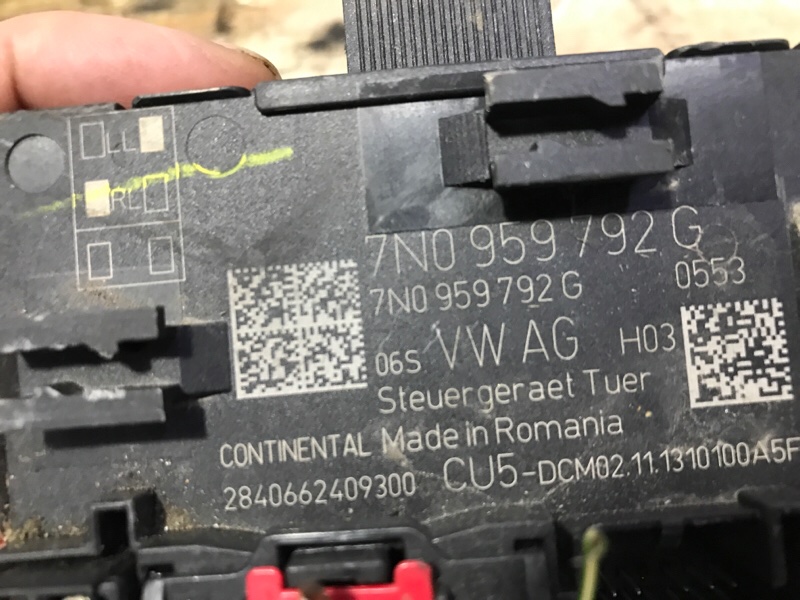 LL
RL
7N0 959 792 G
7N0 959 792 G 0553
06S VW AG H03
Steuergeraet Tuer
CONTINENTAL Made in Romania
2840662409300 CU5-DCM02.11.1310100A5F